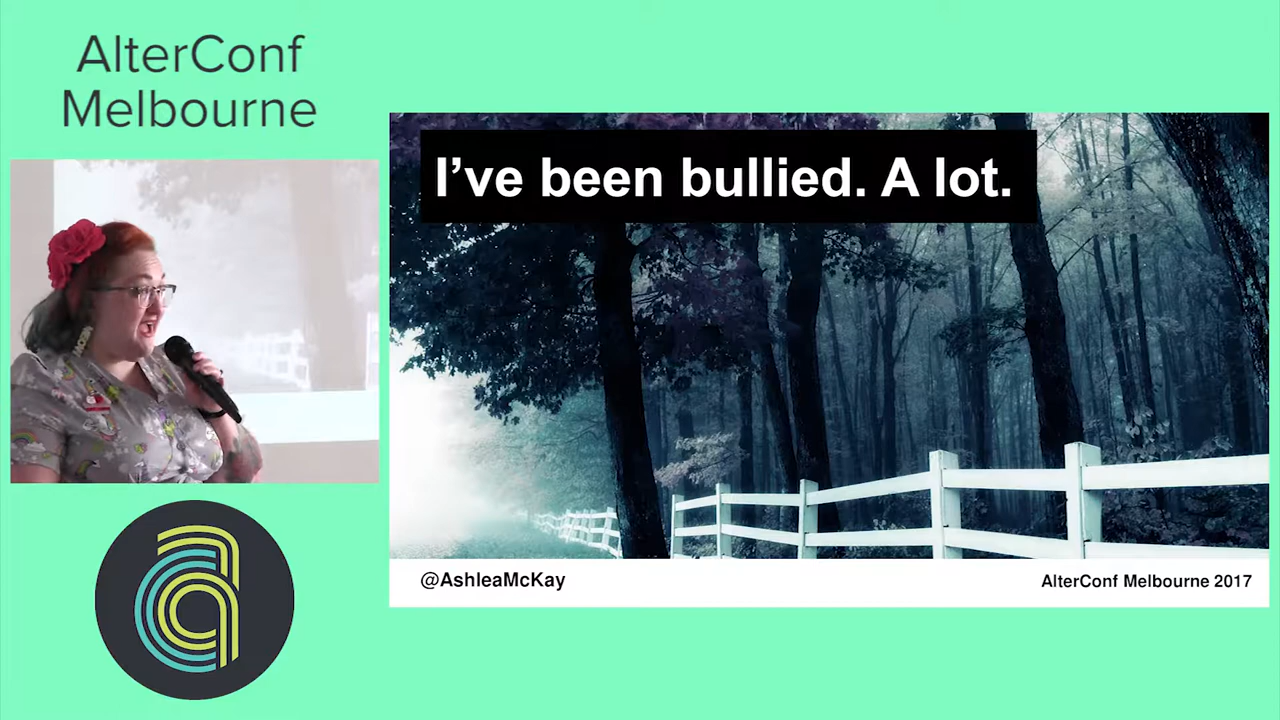 AlterConf
Melbourne
I've been bullied. A lot.
@AshleaMcKay
AlterConf Melbourne 2017